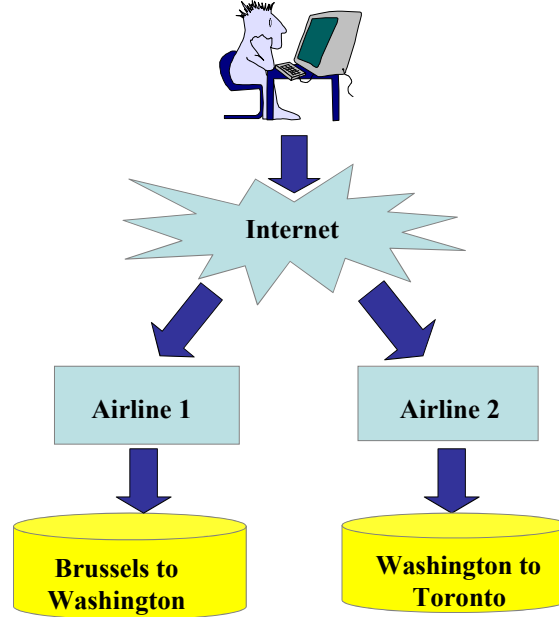 Internet
Airline 1
Airline 2
Brussels to
Washington
Washington to
Toronto